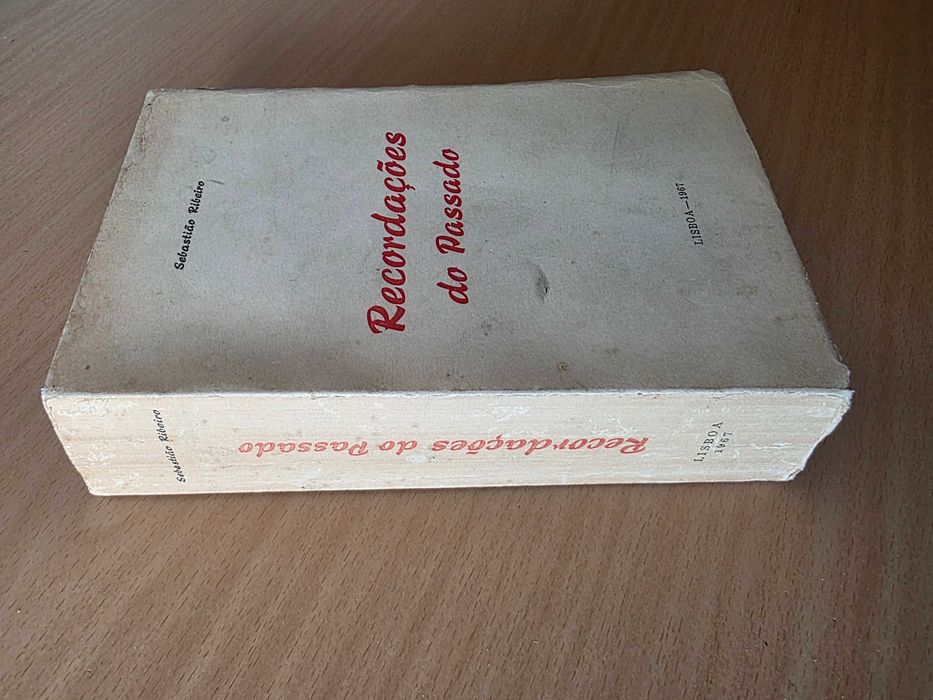 Sebastião Ribeiro
Recordações
do Passado
LISBOA — 1967
Sebastião Ribeiro
Recordações do Passado
LISBOA
1967